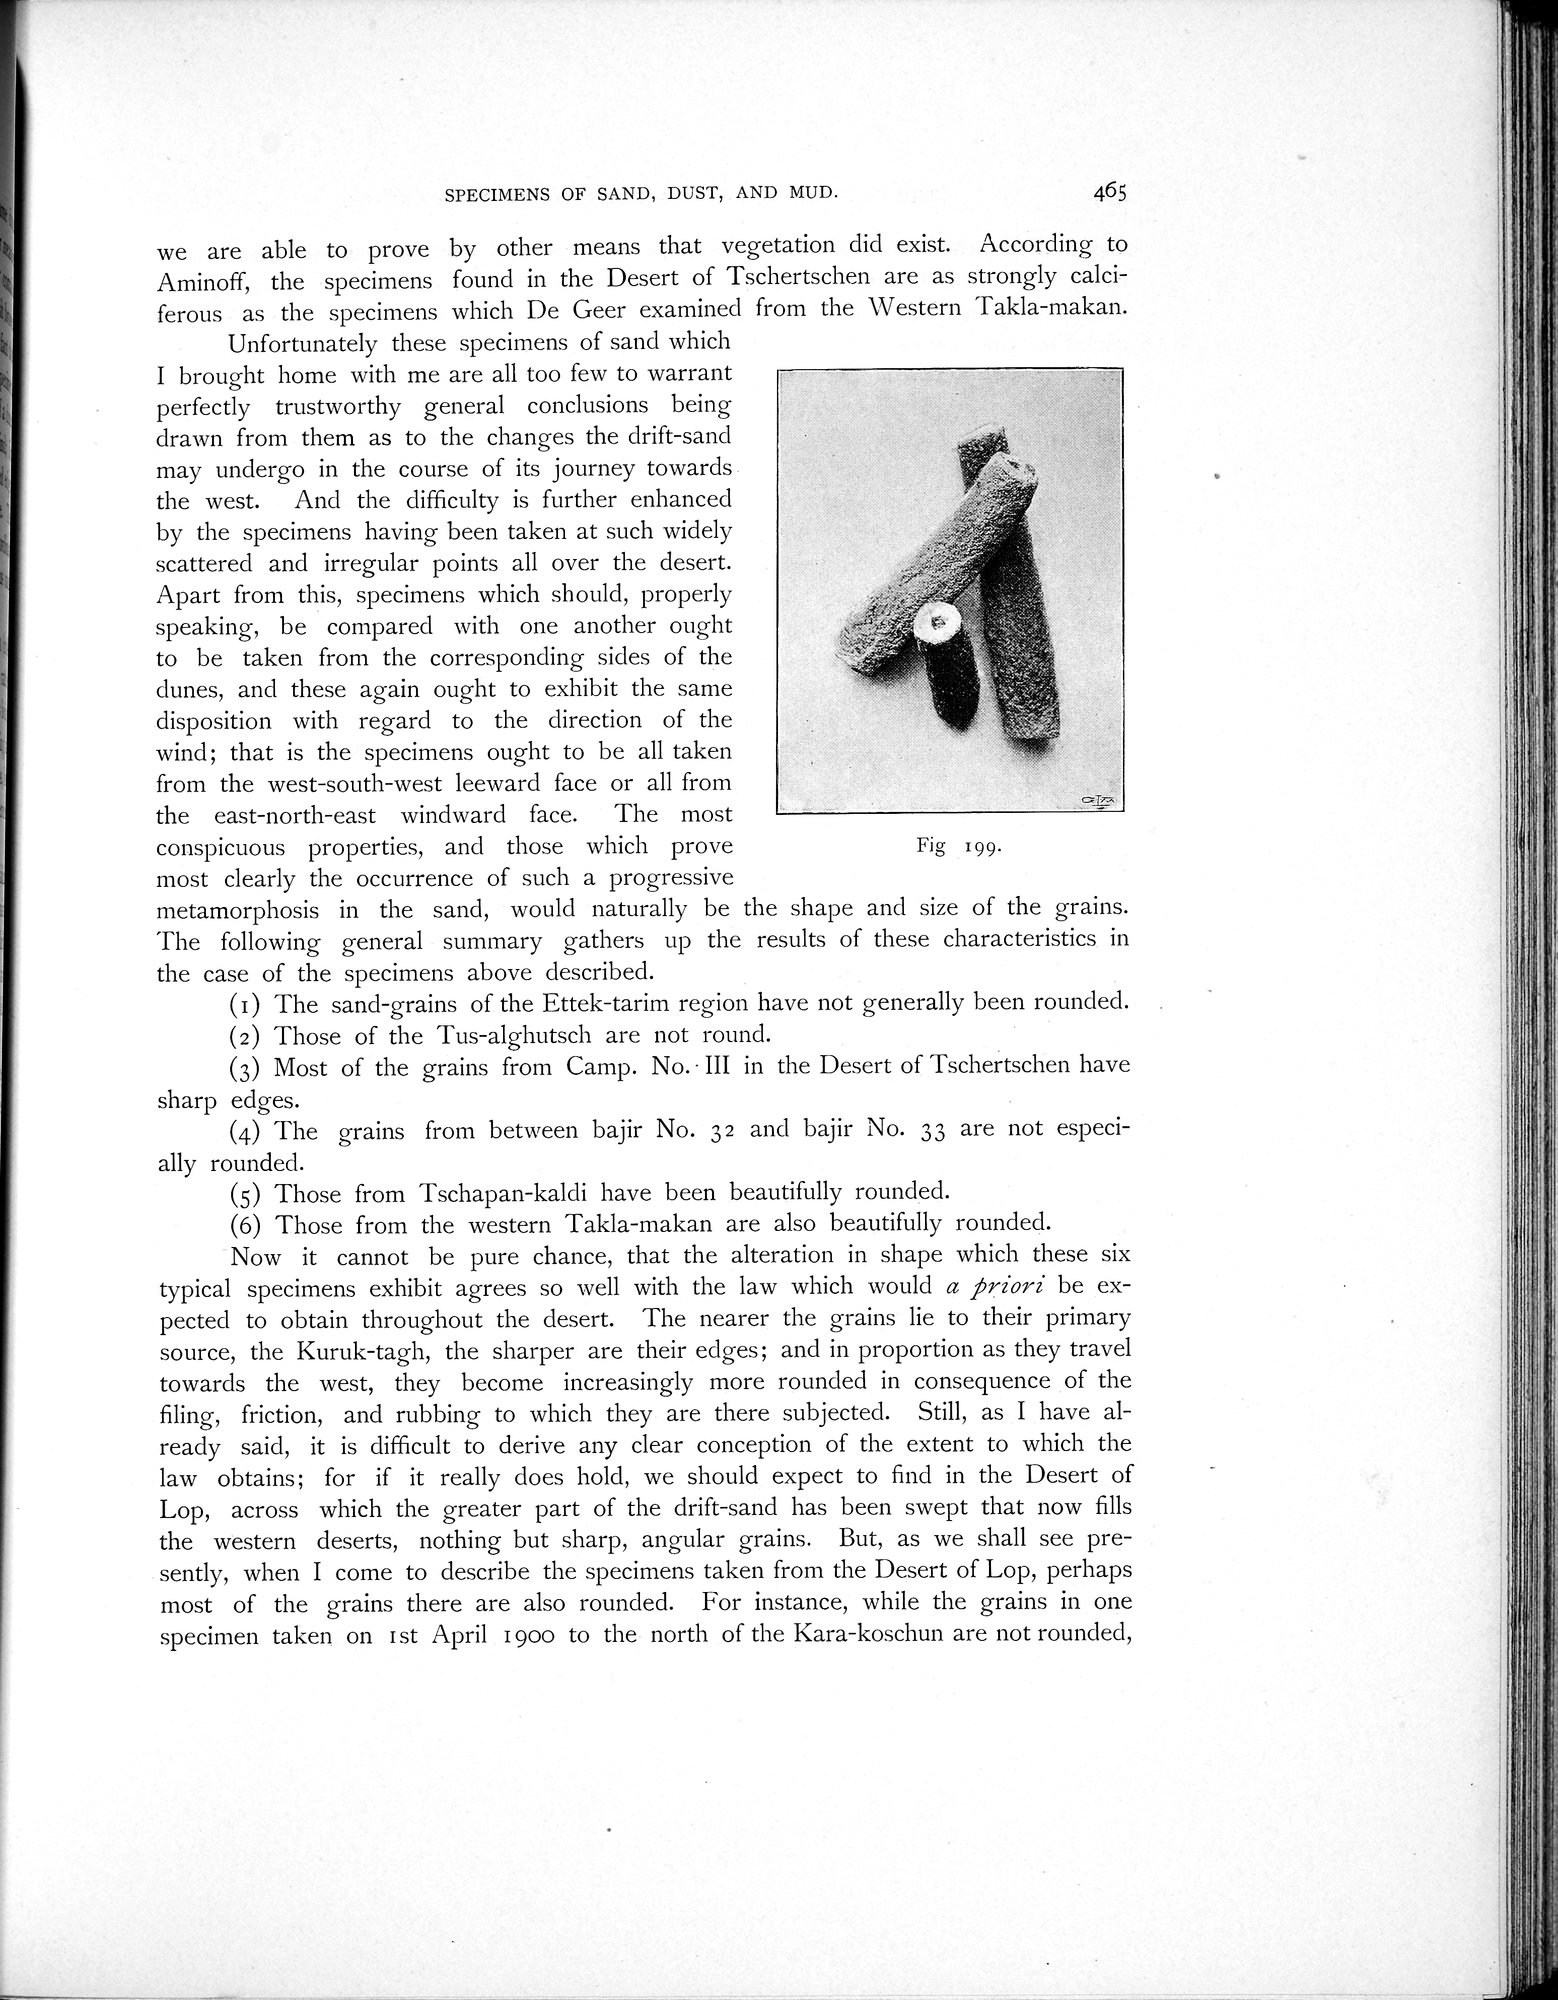 SPECIMENS OF SAND, DUST, AND MUD. 465
we are able to prove by other means that vegetation did exist. According to
Aminoff, the specimens found in the Desert of Tschertschen are as strongly calci-
ferous as the specimens which De Geer examined from the Western Takla-makan.
Unfortunately these specimens of sand which
I brought home with me are all too few to warrant
perfectly trustworthy general conclusions being
drawn from them as to the changes the drift-sand
may undergo in the course of its journey towards
the west. And the difficulty is further enhanced
by the specimens having been taken at such widely
scattered and irregular points all over the desert.
Apart from this, specimens which should, properly
speaking, be compared with one another ought
to be taken from the corresponding sides of the
dunes, and these again ought to exhibit the same
disposition with regard to the direction of the
wind; that is the specimens ought to be all taken
from the west-south-west leeward face or all from
the east-north-east windward face. The most
conspicuous properties, and those which prove
most clearly the occurrence of such a progressive
Fig 199.
metamorphosis in the sand, would naturally be the shape and size of the grains.
The following general summary gathers up the results of these characteristics in
the case of the specimens above described.
(1) The sand-grains of the Ettek-tarim region have not generally been rounded.
(2) Those of the Tus-alghutsch are not round.
(3) Most of the grains from Camp. No. III in the Desert of Tschertschen have
sharp edges.
(4) The grains from between bajir No. 32 and bajir No. 33 are not especi-
ally rounded.
(5) Those from Tschapan-kaldi have been beautifully rounded.
(6) Those from the western Takla-makan are also beautifully rounded.
Now it cannot be pure chance, that the alteration in shape which these six
typical specimens exhibit agrees so well with the law which would a priori be ex-
pected to obtain throughout the desert. The nearer the grains lie to their primary
source, the Kuruk-tagh, the sharper are their edges; and in proportion as they travel
towards the west, they become increasingly more rounded in consequence of the
filing, friction, and rubbing to which they are there subjected. Still, as I have al-
ready said, it is difficult to derive any clear conception of the extent to which the
law obtains; for if it really does hold, we should expect to find in the Desert of
Lop, across which the greater part of the drift-sand has been swept that now fills
the western deserts, nothing but sharp, angular grains. But, as we shall see pre-
sently, when I come to describe the specimens taken from the Desert of Lop, perhaps
most of the grains there are also rounded. For instance, while the grains in one
specimen taken on 1st April 1900 to the north of the Kara-koschun are not rounded,